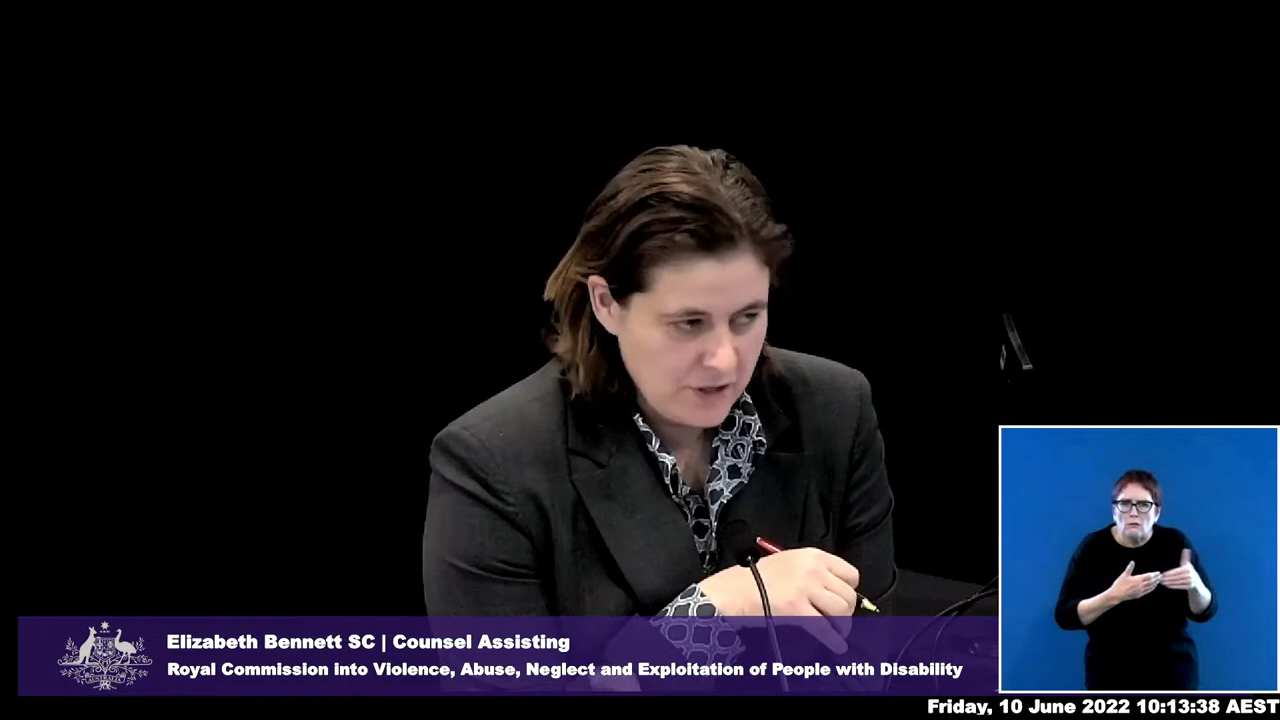 Elizabeth Bennett SC | Counsel Assisting
Royal Commission into Violence, Abuse, Neglect and Exploitation of People with Disability
Friday, 10 June 2022 10:13:38 AEST